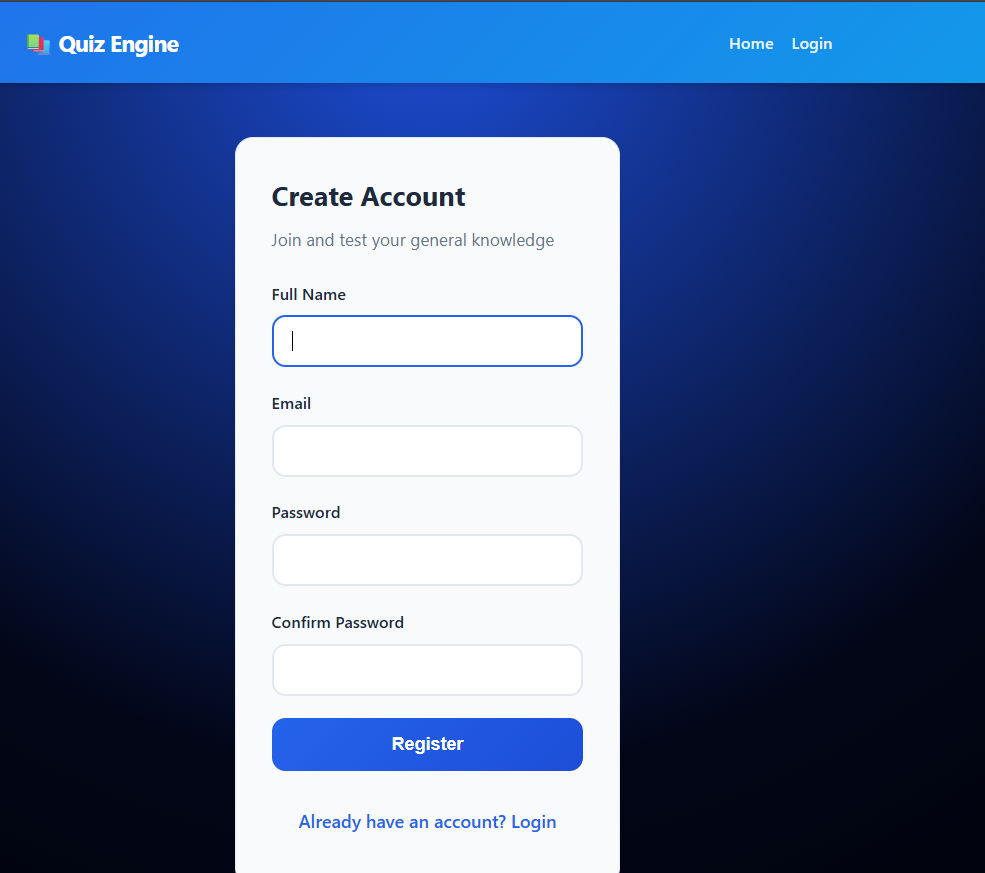 Quiz Engine
Home
Login
Create Account
Join and test your general knowledge
Full Name
Email
Password
Confirm Password
Register
Already have an account? Login